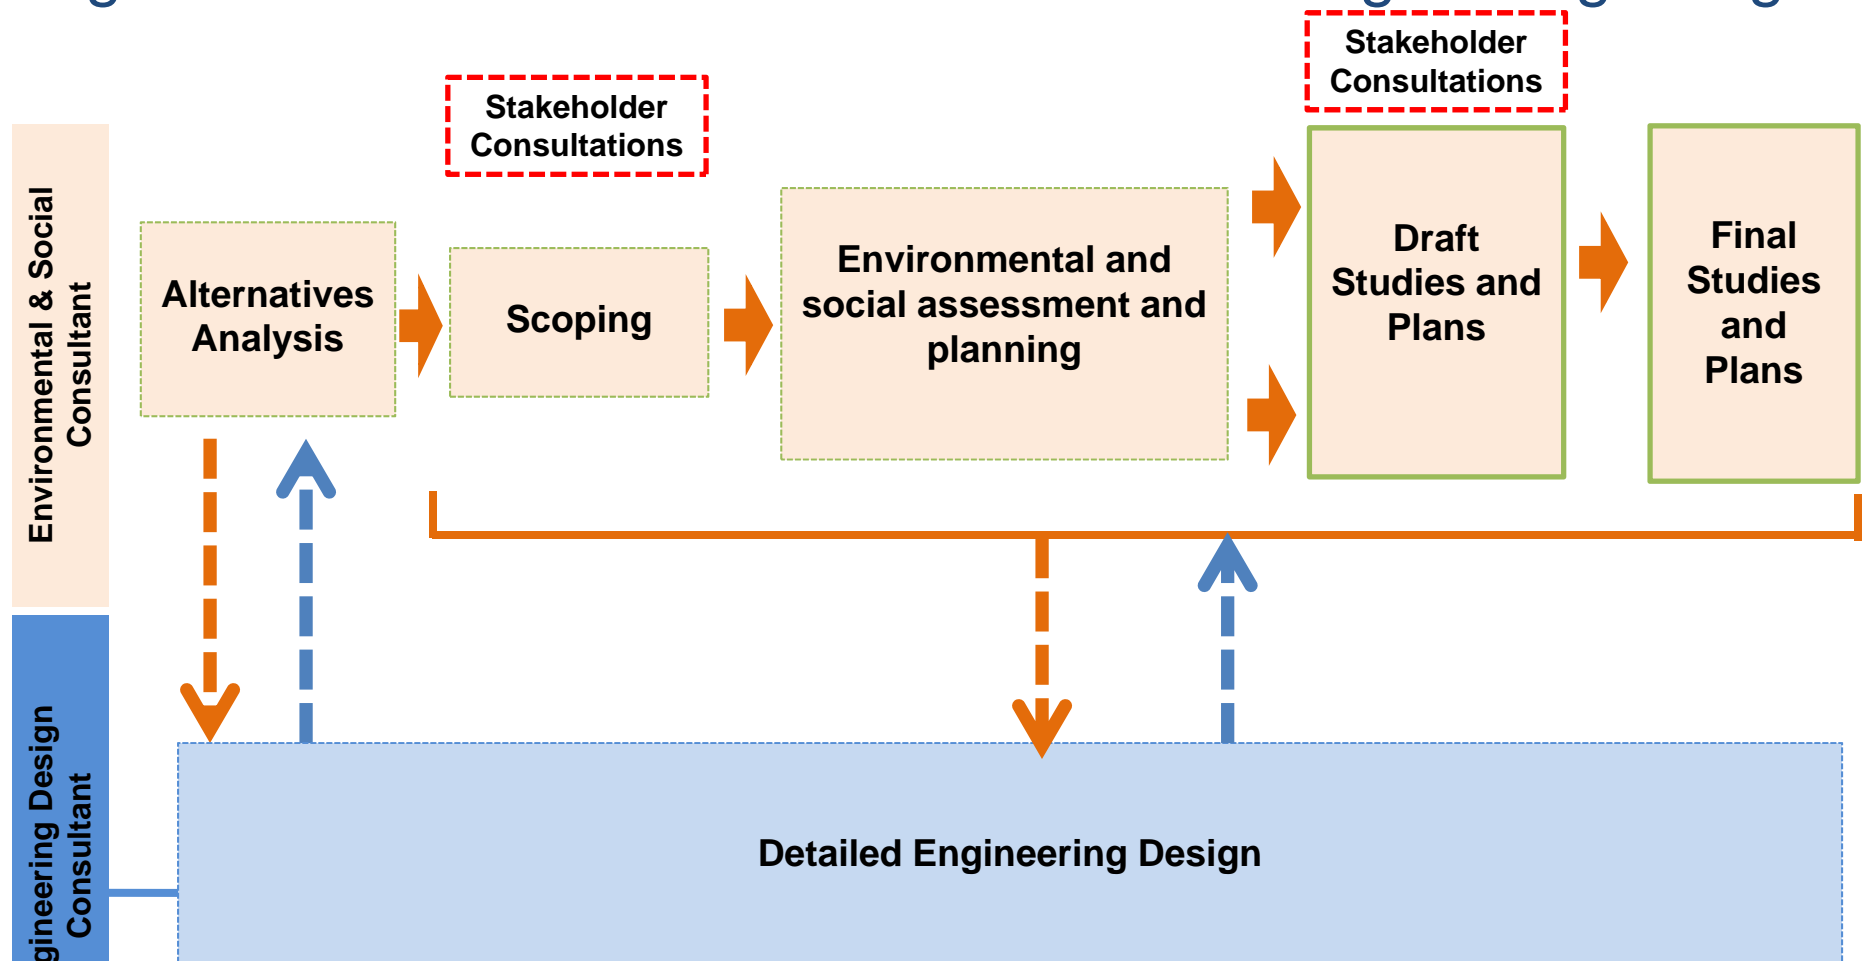 Stakeholder
Consultations
Stakeholder
Consultations
Environmental & Social
Consultant
Alternatives
Analysis
Scoping
Environmental and
social assessment and
planning
Draft
Studies and
Plans
Final
Studies
and
Plans
Design
Consultant
Detailed Engineering Design